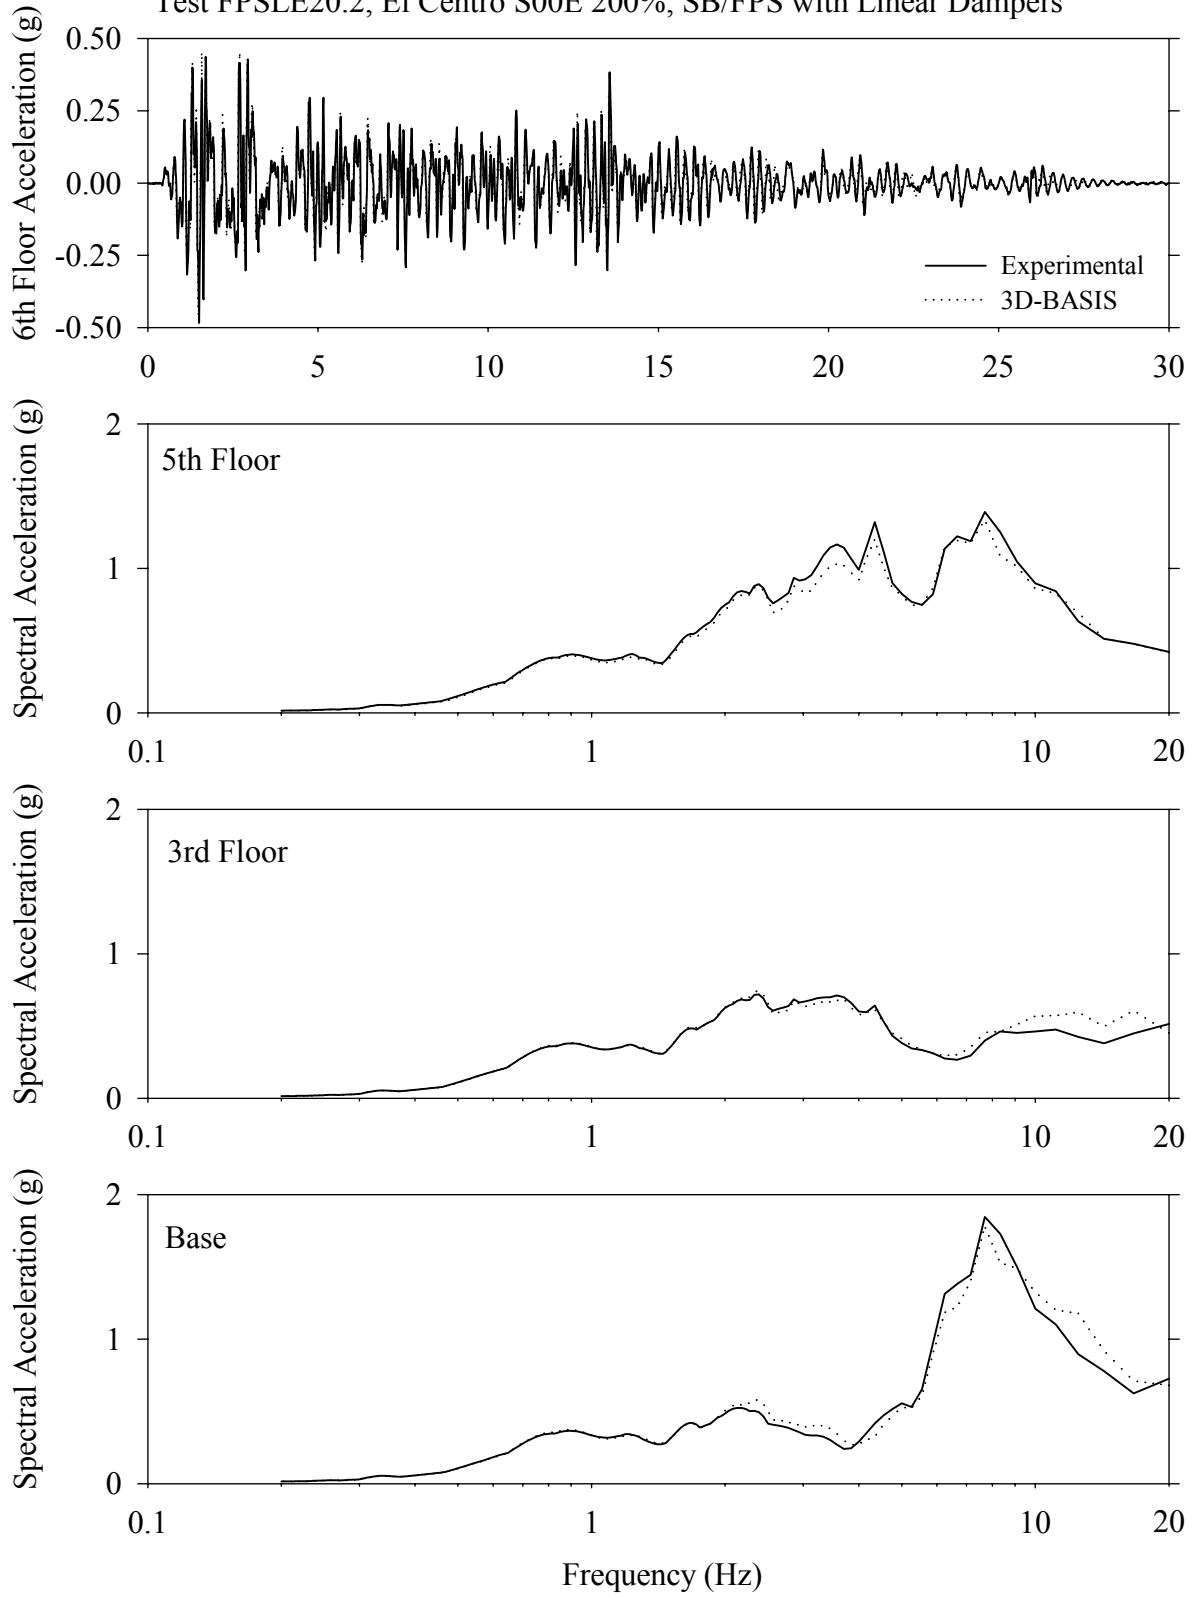 Test FPSLE20.2, El Centro S00E 200%, SB/FPS with Linear Dampers
6th Floor Acceleration (g)
0.50
0.25
0.00
-0.25
-0.50
Experimental
3D-BASIS
0 5 10 15 20 25 30
Spectral Acceleration (g)
2
5th Floor
1
0
0.1 1 10 20
Spectral Acceleration (g)
2
3rd Floor
1
0
0.1 1 10 20
Spectral Acceleration (g)
2
Base
1
0
0.1 1 10 20
Frequency (Hz)